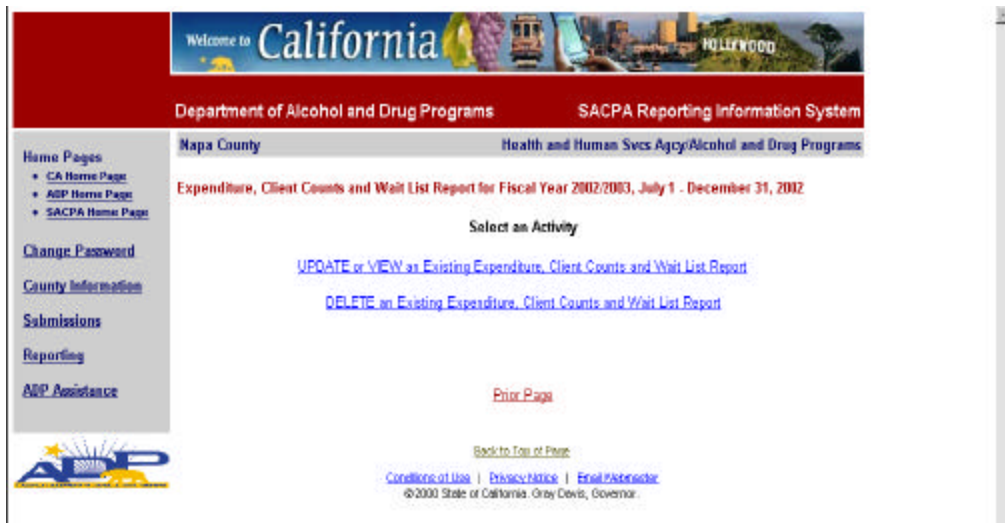 Welcome to California
HOLLYWOOD
Department of Alcohol and Drug Programs SACPA Reporting Information System
Napa County Health and Human Svcs Agcy/Alcohol and Drug Programs
Home Pages
CA Home Page
ADP Home Page
SACPA Home Page
Change Password
County Information
Submissions
Reporting
ADP Assistance
Expenditure, Client Counts and Wait List Report for Fiscal Year 2002/2003, July 1 - December 31, 2002
Select an Activity
UPDATE or VIEW an Existing Expenditure, Client Counts and Wait List Report
DELETE an Existing Expenditure, Client Counts and Wait List Report
Prior Page
ADP
Back to Top of Page
Conditions of Use | Privacy Notice | Email Webmaster
©2000 State of California. Gray Davis, Governor.